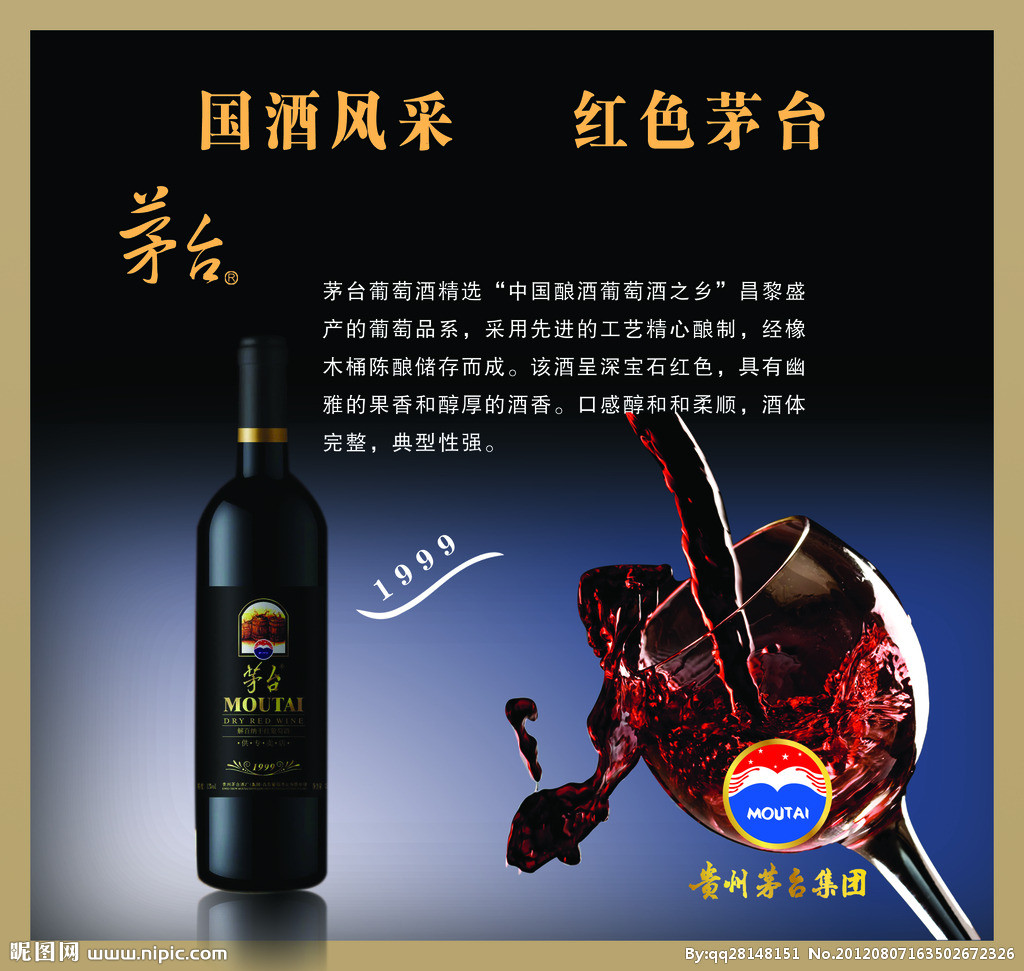 国酒风采 红色茅台
茅台®
茅台葡萄酒精选“中国酿酒葡萄酒之乡”昌黎盛
产的葡萄品系，采用先进的工艺精心酿制，经橡
木桶陈酿储存而成。该酒呈深宝石红色，具有幽
雅的果香和醇厚的酒香。口感醇和和柔顺，酒体
完整，典型性强。
1999
茅台
MOUTAI
DRY RED WINE
1999
MOUTAI
贵州茅台集团
昵图网 www.nipic.com
By:qq28148151 No.20120807163502672326